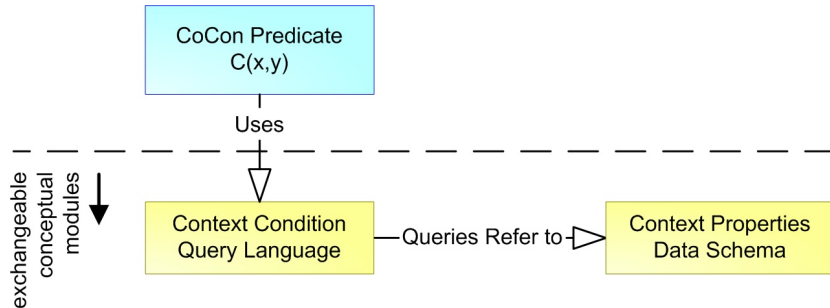 CoCon Predicate
C(x,y)
Uses
exchangeable
conceptual
modules
Context Condition
Query Language
Queries Refer to
Context Properties
Data Schema